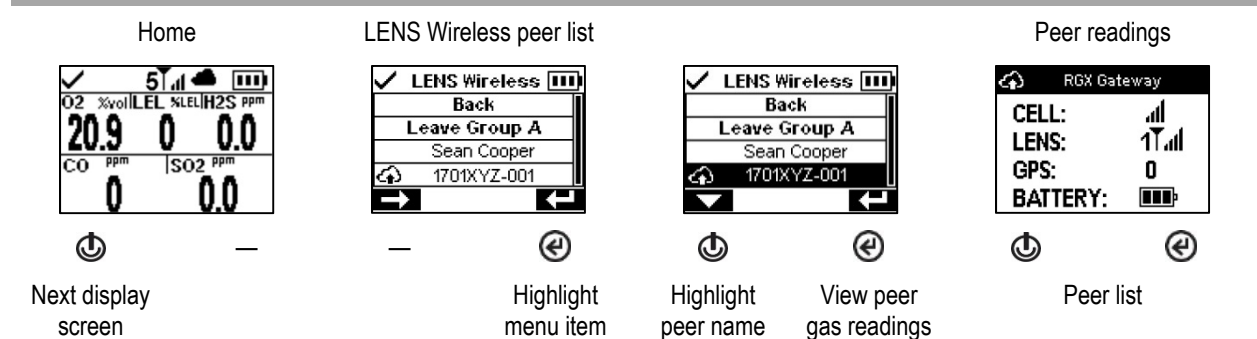 Home
LENS Wireless peer list
Peer readings
5
O2 %vol LEL %LEL H2S ppm
20.9 0 0.0
CO ppm SO2 ppm
0 0.0
LENS Wireless
Back
Leave Group A
Sean Cooper
1701XYZ-001
LENS Wireless
Back
Leave Group A
Sean Cooper
1701XYZ-001
RGX Gateway
CELL:
LENS: 1
GPS: 0
BATTERY:
–
–
Next display
screen
Highlight
menu item
Highlight
peer name
View peer
gas readings
Peer list